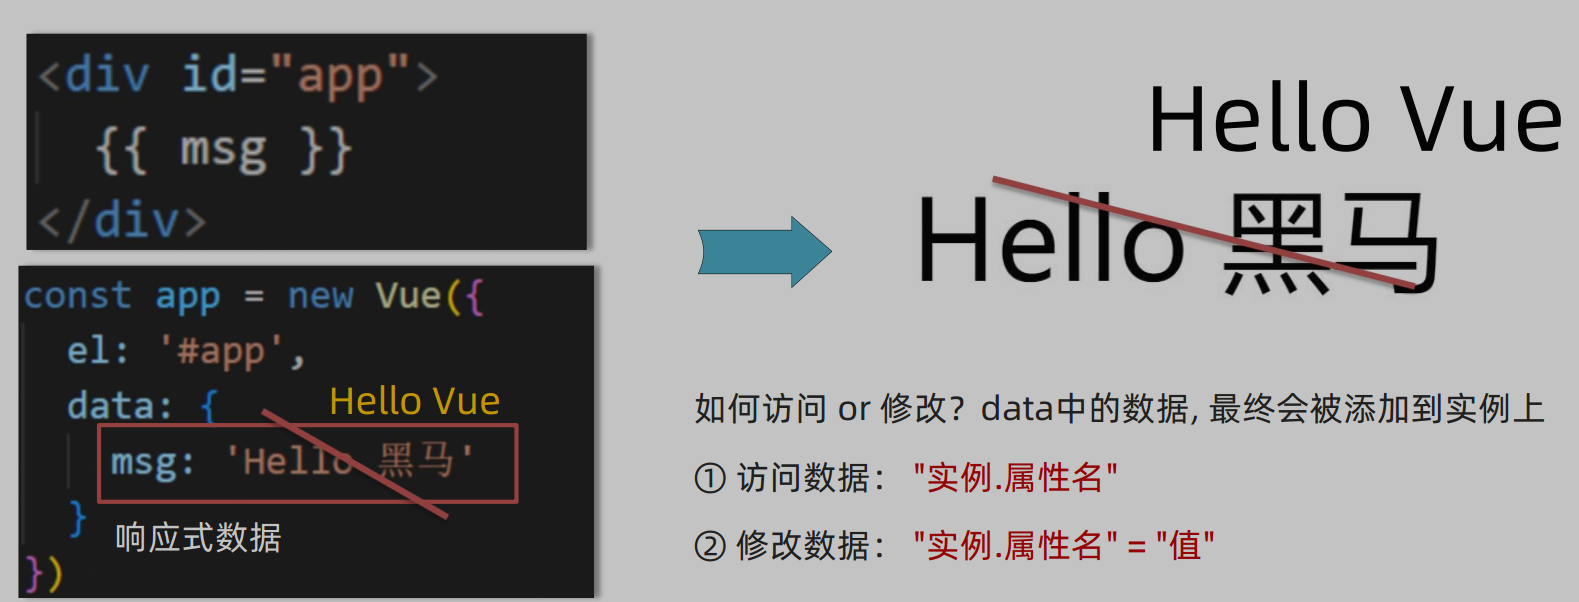 <div id="app">
{{ msg }}
</div>
const app = new Vue({
el: '#app',
data: {
Hello Vue
msg: 'Hello 黑马'
}
响应式数据
})
Hello Vue
Hello 黑马
如何访问 or 修改？data中的数据, 最终会被添加到实例上
① 访问数据： "实例.属性名"
② 修改数据： "实例.属性名" = "值"